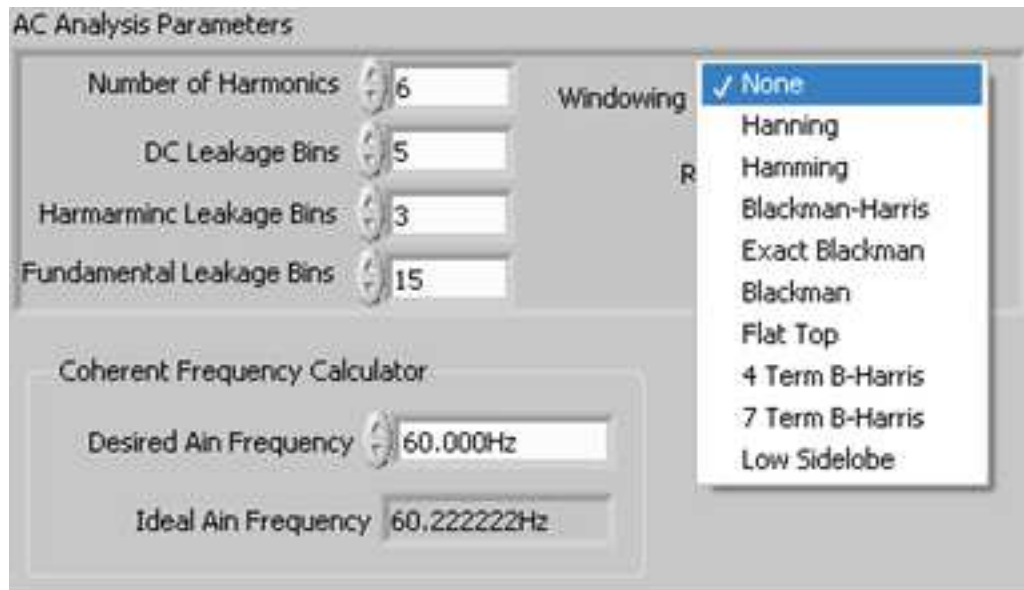 AC Analysis Parameters
Number of Harmonics 6
DC Leakage Bins 5
Harmarminc Leakage Bins 3
Fundamental Leakage Bins 15
Windowing
R
✓ None
Hanning
Hamming
Blackman-Harris
Exact Blackman
Blackman
Flat Top
4 Term B-Harris
7 Term B-Harris
Low Sidelobe
Coherent Frequency Calculator
Desired Ain Frequency 60.000Hz
Ideal Ain Frequency 60.222222Hz